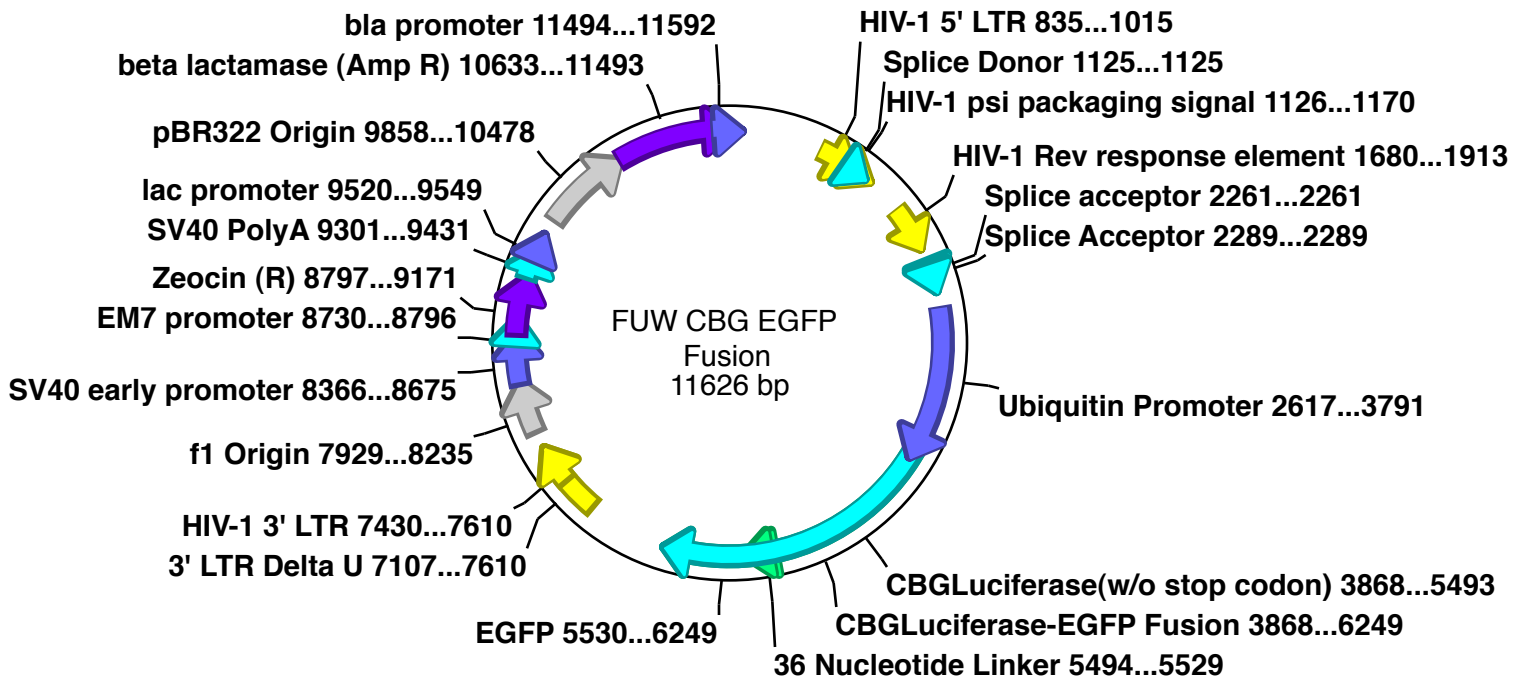 bla promoter 11494...11592
beta lactamase (Amp R) 10633...11493
pBR322 Origin 9858...10478
lac promoter 9520...9549
SV40 PolyA 9301...9431
Zeocin (R) 8797...9171
EM7 promoter 8730...8796
SV40 early promoter 8366...8675
f1 Origin 7929...8235
HIV-1 3' LTR 7430...7610
3' LTR Delta U 7107...7610
EGFP 5530...6249
HIV-1 5' LTR 835...1015
Splice Donor 1125...1125
HIV-1 psi packaging signal 1126...1170
HIV-1 Rev response element 1680...1913
Splice acceptor 2261...2261
Splice Acceptor 2289...2289
Ubiquitin Promoter 2617...3791
CBGLuciferase(w/o stop codon) 3868...5493
CBGLuciferase-EGFP Fusion 3868...6249
36 Nucleotide Linker 5494...5529
FUW CBG EGFP
Fusion
11626 bp